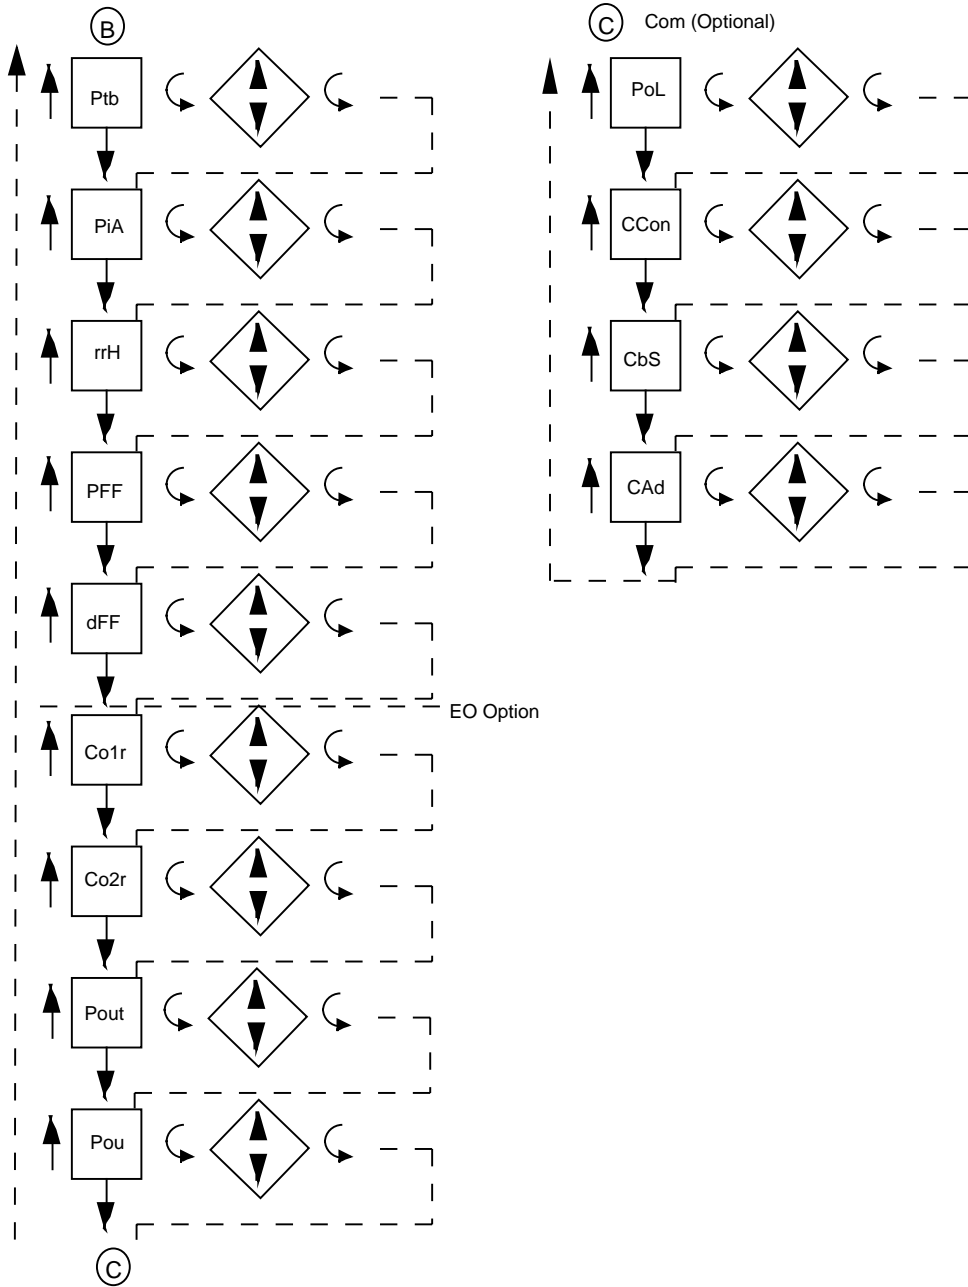 B
Ptb
PiA
rrH
PFF
dFF
EO Option
Co1r
Co2r
Pout
Pou
C
C Com (Optional)
PoL
CCon
CbS
CAd